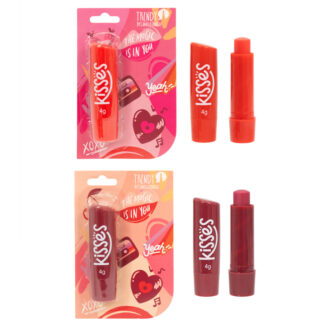 TRENDY
THE MUSIC
IS IN YOU
Kisses
4g
Yeah
XOXO
Kisses
4g
TRENDY
THE MUSIC
IS IN YOU
Kisses
4g
Yeah
XOXO
Kisses
4g